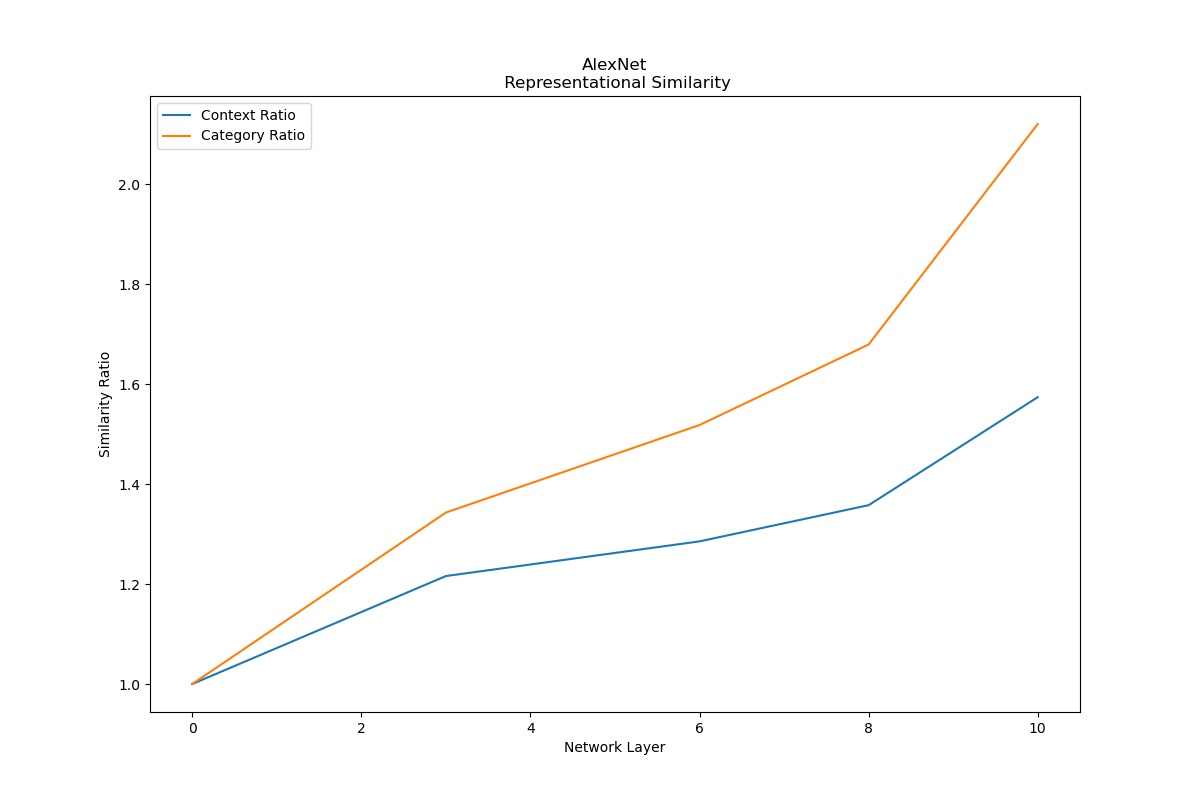 AlexNet
Representational Similarity
Context Ratio
Category Ratio
2.0
1.8
1.6
1.4
1.2
1.0
Similarity Ratio
0 2 4 6 8 10
Network Layer